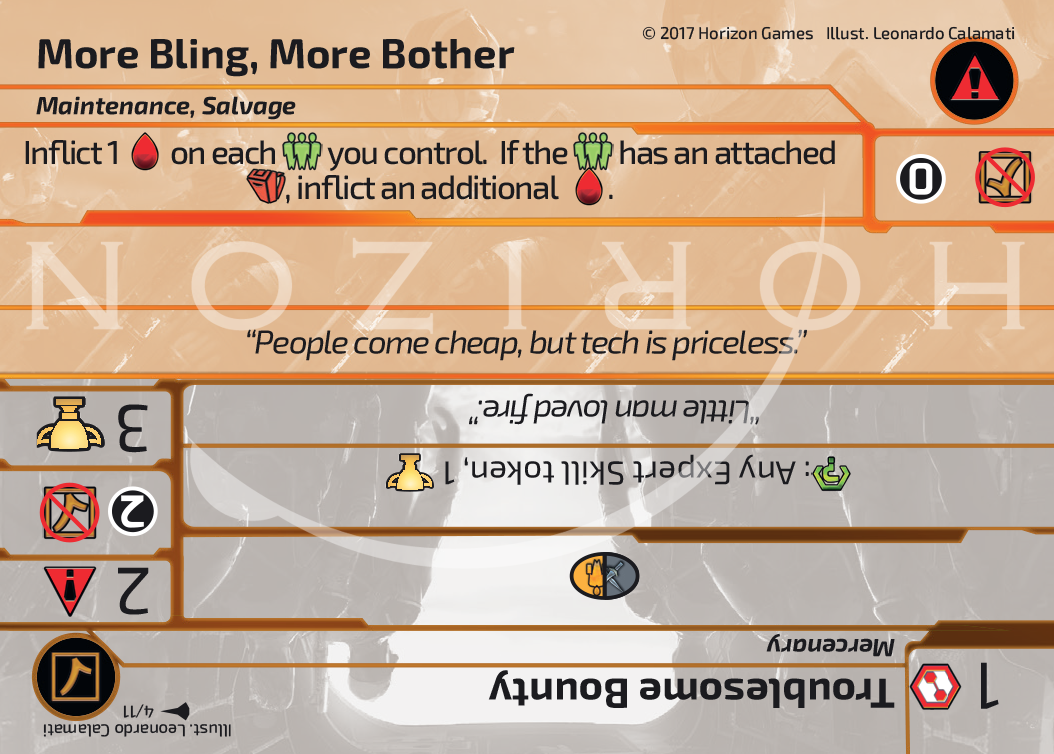 © 2017 Horizon Games Illust. Leonardo Calamati
More Bling, More Bother
Maintenance, Salvage
Inflict 1 on each you control. If the has an attached
, inflict an additional .
0
HORIZON
“People come cheap, but tech is priceless.”
1
Troublesome Bounty
Mercenary
2
2
: Any Expert Skill token, 1
3
“Little man loved fire.”
4/11
Illust. Leonardo Calamati